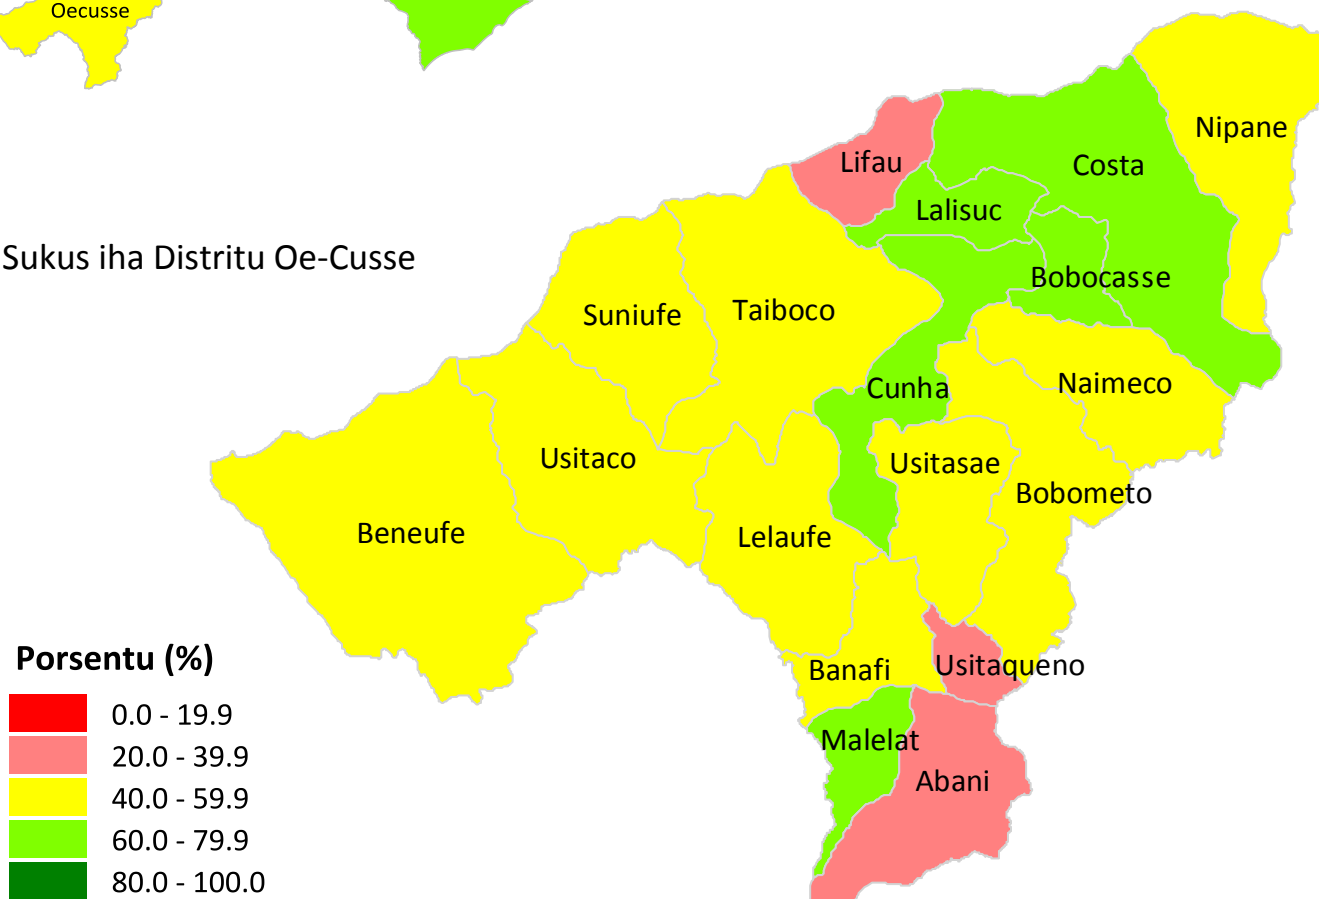 Oecusse
Nipane
Lifau
Costa
Lalisuc
Sukus iha Distritu Oe-Cusse
Bobocasse
Suniufe
Taiboco
Cunha
Naimeco
Usitaco
Usitasae
Bobometo
Beneufe
Lelaufe
Porsentu (%)
Banafi
Usitaqueno
0.0 - 19.9
Malelat
20.0 - 39.9
Abani
40.0 - 59.9
60.0 - 79.9
80.0 - 100.0